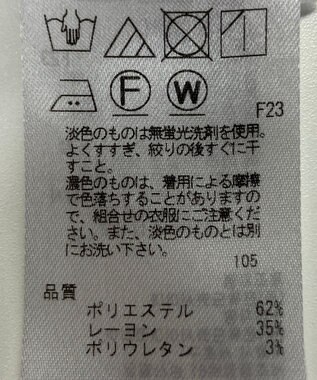 F
W
F23
淡色のものは無蛍光洗剤を使用。
よくすすぎ、絞りの後すぐに干
すこと。
濃色のものは、着用による摩擦
で色落ちすることがありますの
で、組合せの衣服にご注意くだ
さい。また、淡色のものとは別
にお洗い下さい。
105
品質
ポリエステル 62%
レーヨン 35%
ポリウレタン 3%